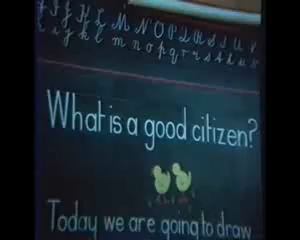 I J K L M N O P Q R S T U V
i j k l m n o p q r s t u v
What is a good citizen?
Today we are going to draw